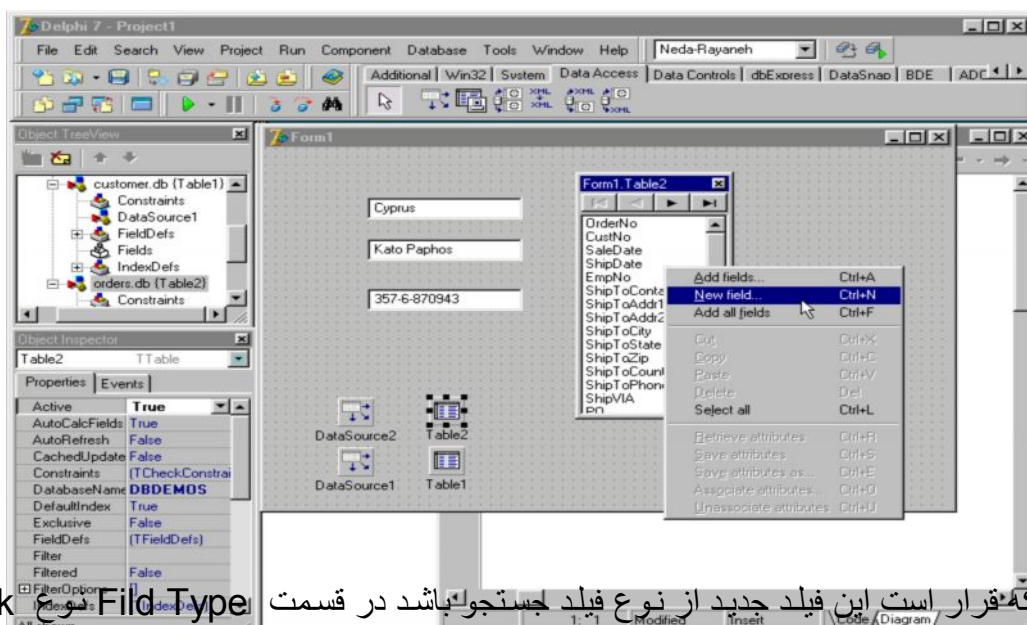 Delphi 7 - Project1
File Edit Search View Project Run Component Database Tools Window Help
Neda-Rayaneh
Additional Win32 System Data Access Data Controls dbExpress DataSnap BDE
Object TreeView
customer.db {Table1}
Constraints
DataSource1
FieldDefs
Fields
IndexDefs
orders.db {Table2}
Constraints
Object Inspector
Table2 TTable
Properties Events
Active True
AutoCalcFields True
AutoRefresh False
CachedUpdate False
Constraints (TCheckConstrai
DatabaseName DBDEMOS
DefaultIndex True
Exclusive False
FieldDefs (TFieldDefs)
Filter
Filtered False
FilterOptions []
Form1
Cyprus
Kato Paphos
357-6-870943
DataSource2 Table2
DataSource1 Table1
Form1.Table2
OrderNo
CustNo
SaleDate
ShipDate
EmpNo
ShipToConta
ShipToAddr1
ShipToAddr2
ShipToCity
ShipToState
ShipToZip
ShipToCount
ShipToPhone
ShipVIA
PO
Add fields... Ctrl+A
New field... Ctrl+N
Add all fields Ctrl+F
Cut Ctrl+X
Copy Ctrl+C
Paste Ctrl+V
Delete Del
Select all Ctrl+L
Retrieve attributes Ctrl+R
Save attributes Ctrl+S
Save attributes as... Ctrl+E
Associate attributes... Ctrl+O
Unassociate attributes Ctrl+U
قرار است این فیلد جدید از نوع فیلد جستجو باشد در قسمت Fild Type نوع
1: 1 Modified Insert Code Diagram